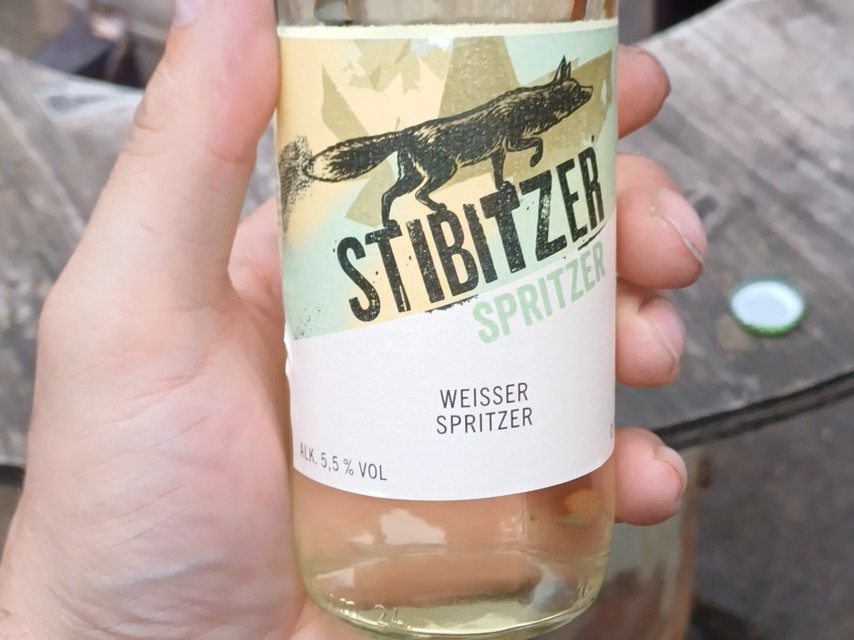 STIBITZER
SPRITZER
WEISSER
SPRITZER
ALK. 5,5 % VOL